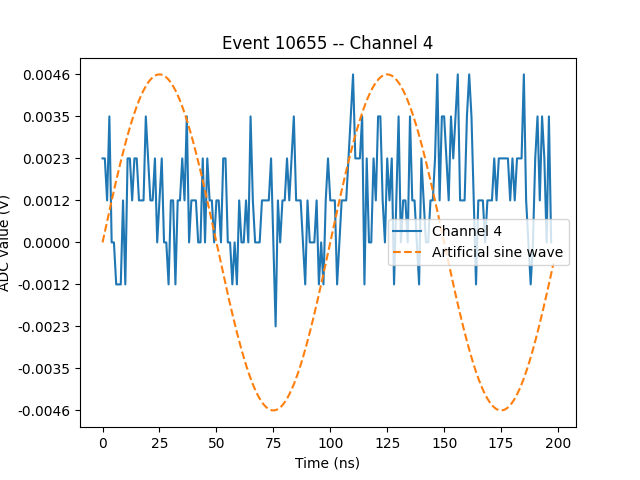 Event 10655 -- Channel 4
0.0046
0.0035
0.0023
0.0012
0.0000
-0.0012
-0.0023
-0.0035
-0.0046
ADC Value (V)
Channel 4
Artificial sine wave
0 25 50 75 100 125 150 175 200
Time (ns)